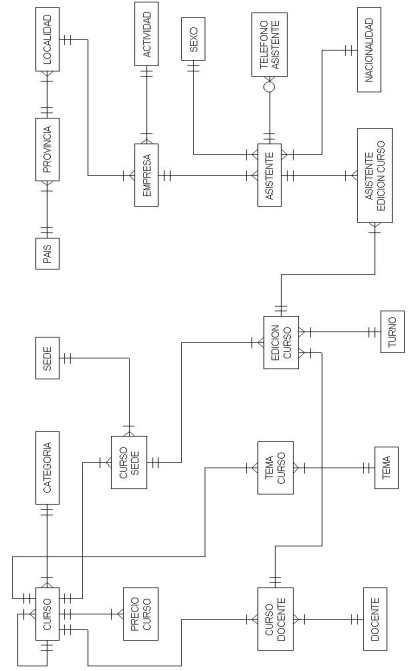 CURSO
CATEGORIA
SEDE
PAIS
PROVINCIA
LOCALIDAD
PRECIO
CURSO
CURSO
SEDE
EMPRESA
ACTIVIDAD
SEXO
CURSO
DOCENTE
TEMA
CURSO
EDICION
CURSO
ASISTENTE
TELEFONO
ASISTENTE
DOCENTE
TEMA
TURNO
ASISTENTE
EDICION CURSO
NACIONALIDAD